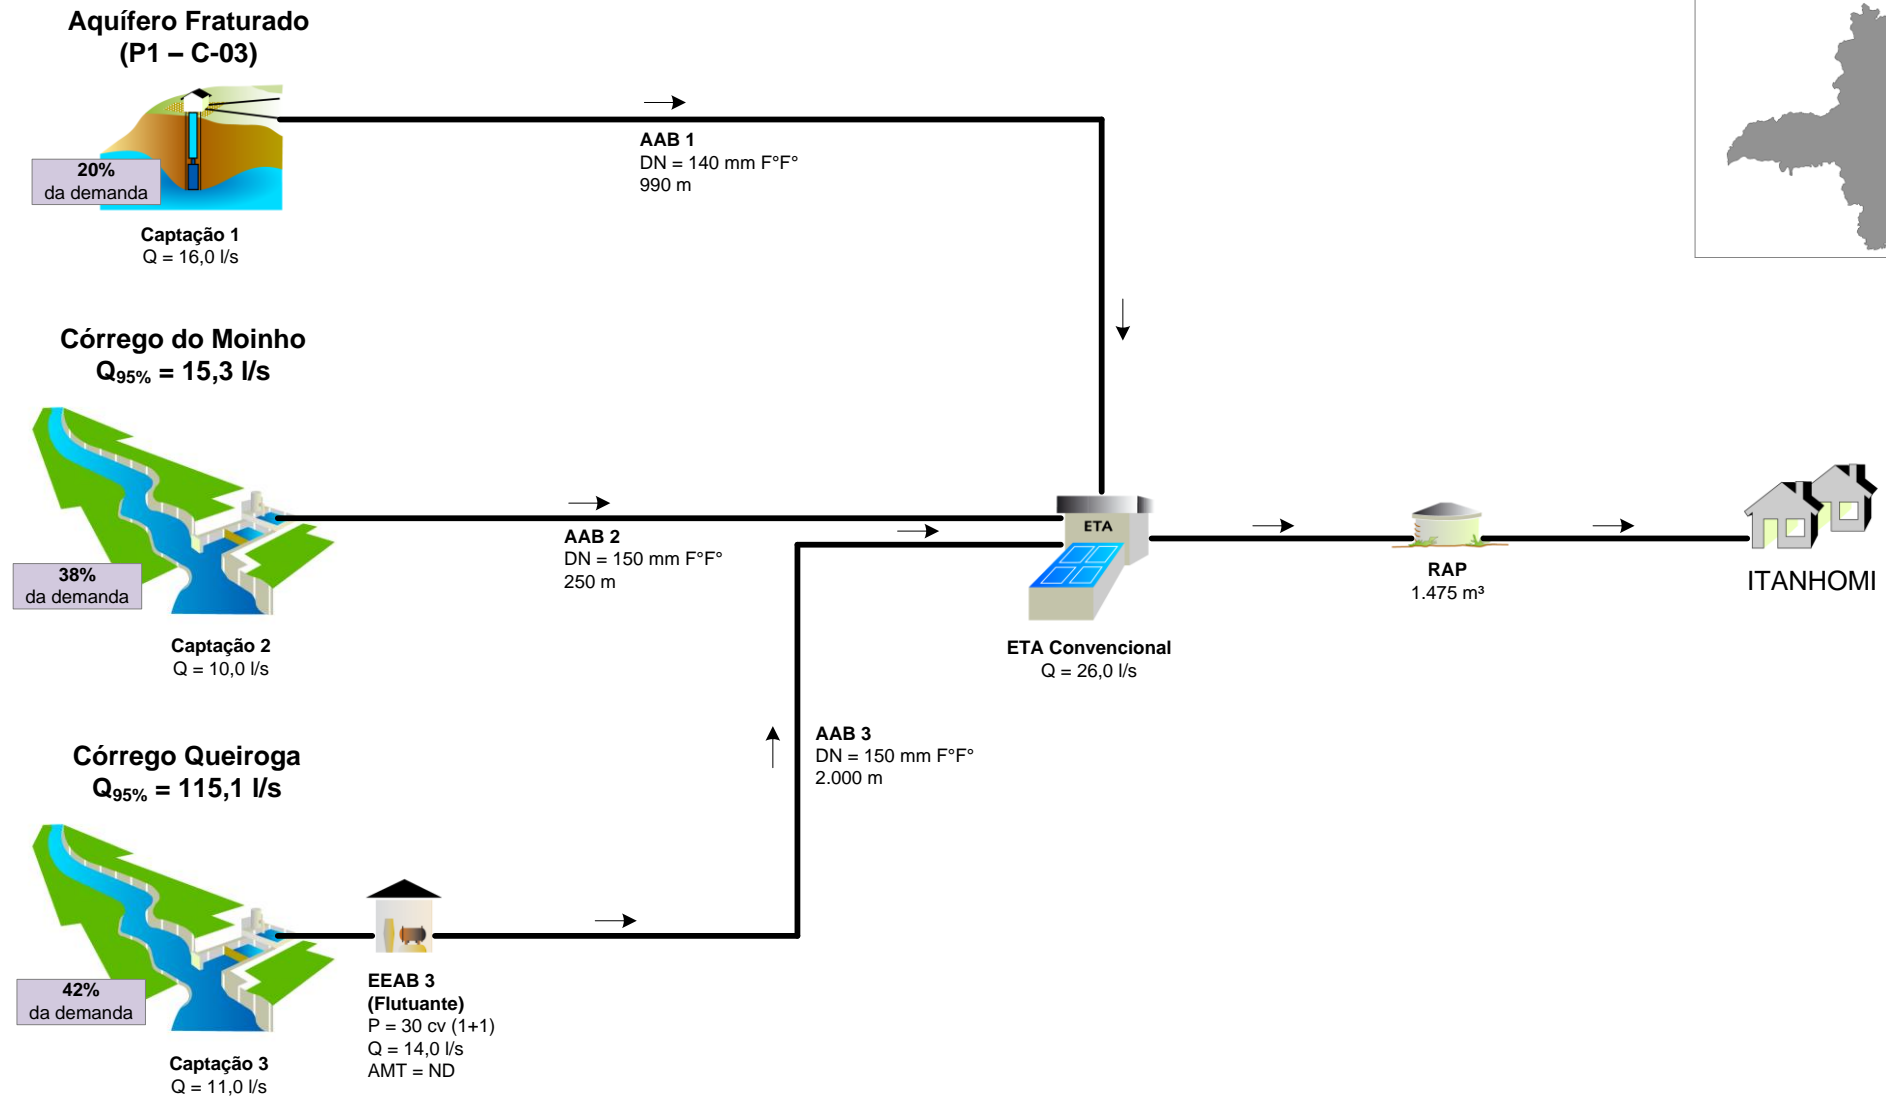 Aquífero Fraturado
(P1 – C-03)
20%
da demanda
Captação 1
Q = 16,0 l/s
AAB 1
DN = 140 mm F°F°
990 m
Córrego do Moinho
Q95% = 15,3 l/s
38%
da demanda
Captação 2
Q = 10,0 l/s
AAB 2
DN = 150 mm F°F°
250 m
ETA
ETA Convencional
Q = 26,0 l/s
RAP
1.475 m³
ITANHOMI
Córrego Queiroga
Q95% = 115,1 l/s
42%
da demanda
Captação 3
Q = 11,0 l/s
EEAB 3
(Flutuante)
P = 30 cv (1+1)
Q = 14,0 l/s
AMT = ND
AAB 3
DN = 150 mm F°F°
2.000 m